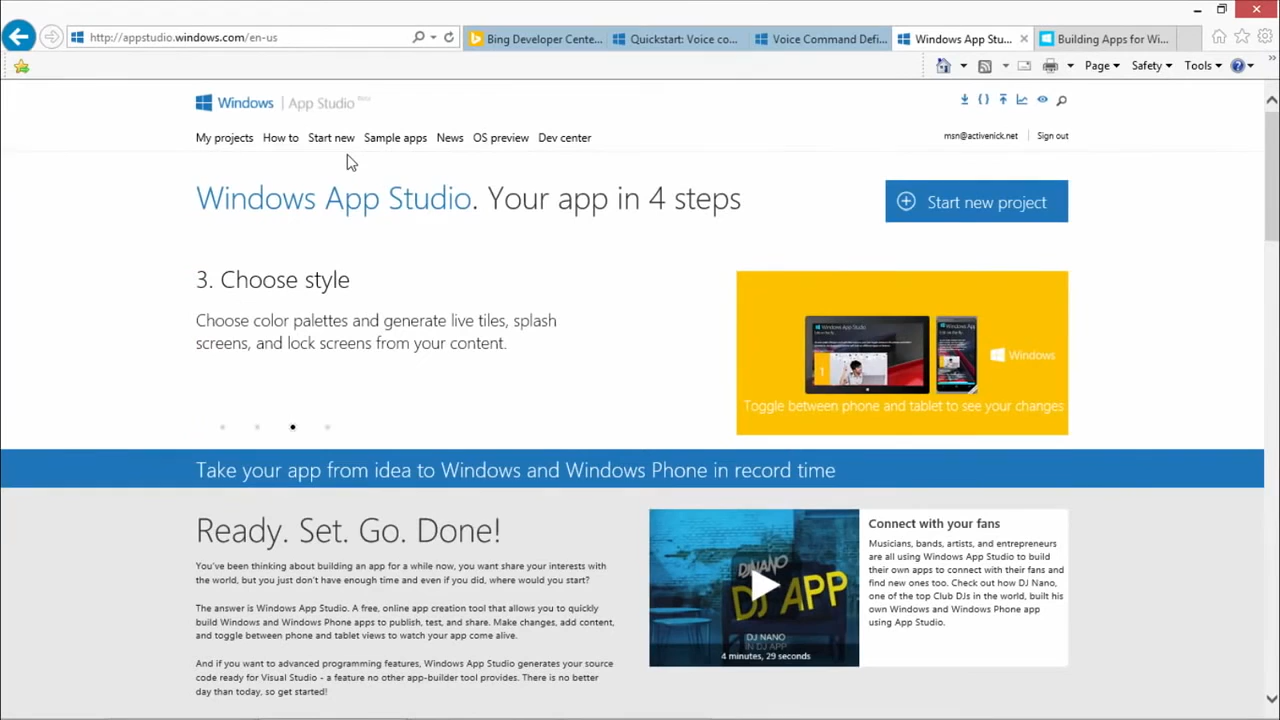 http://appstudio.windows.com/en-us
Bing Developer Cente...
Quickstart: Voice co...
Voice Command Defi...
Windows App Stu...
Building Apps for Wi...
Page
Safety
Tools
Windows | App Studio Beta
My projects
How to
Start new
Sample apps
News
OS preview
Dev center
msn@activenick.net
Sign out
Windows App Studio. Your app in 4 steps
Start new project
3. Choose style
Choose color palettes and generate live tiles, splash
screens, and lock screens from your content.
Windows
Toggle between phone and tablet to see your changes
Take your app from idea to Windows and Windows Phone in record time
Ready. Set. Go. Done!
You've been thinking about building an app for a while now, you want share your interests with
the world, but you just don't have enough time and even if you did, where would you start?
The answer is Windows App Studio. A free, online app creation tool that allows you to quickly
build Windows and Windows Phone apps to publish, test, and share. Make changes, add content,
and toggle between phone and tablet views to watch your app come alive.
And if you want to advanced programming features, Windows App Studio generates your source
code ready for Visual Studio - a feature no other app-builder tool provides. There is no better
day than today, so get started!
DJ NANO
DJ APP
DJ NANO
IN DJ APP
4 minutes, 29 seconds
Connect with your fans
Musicians, bands, artists, and entrepreneurs
are all using Windows App Studio to build
their own apps to connect with their fans and
find new ones too. Check out how DJ Nano,
one of the top Club DJs in the world, built his
own Windows and Windows Phone app
using App Studio.